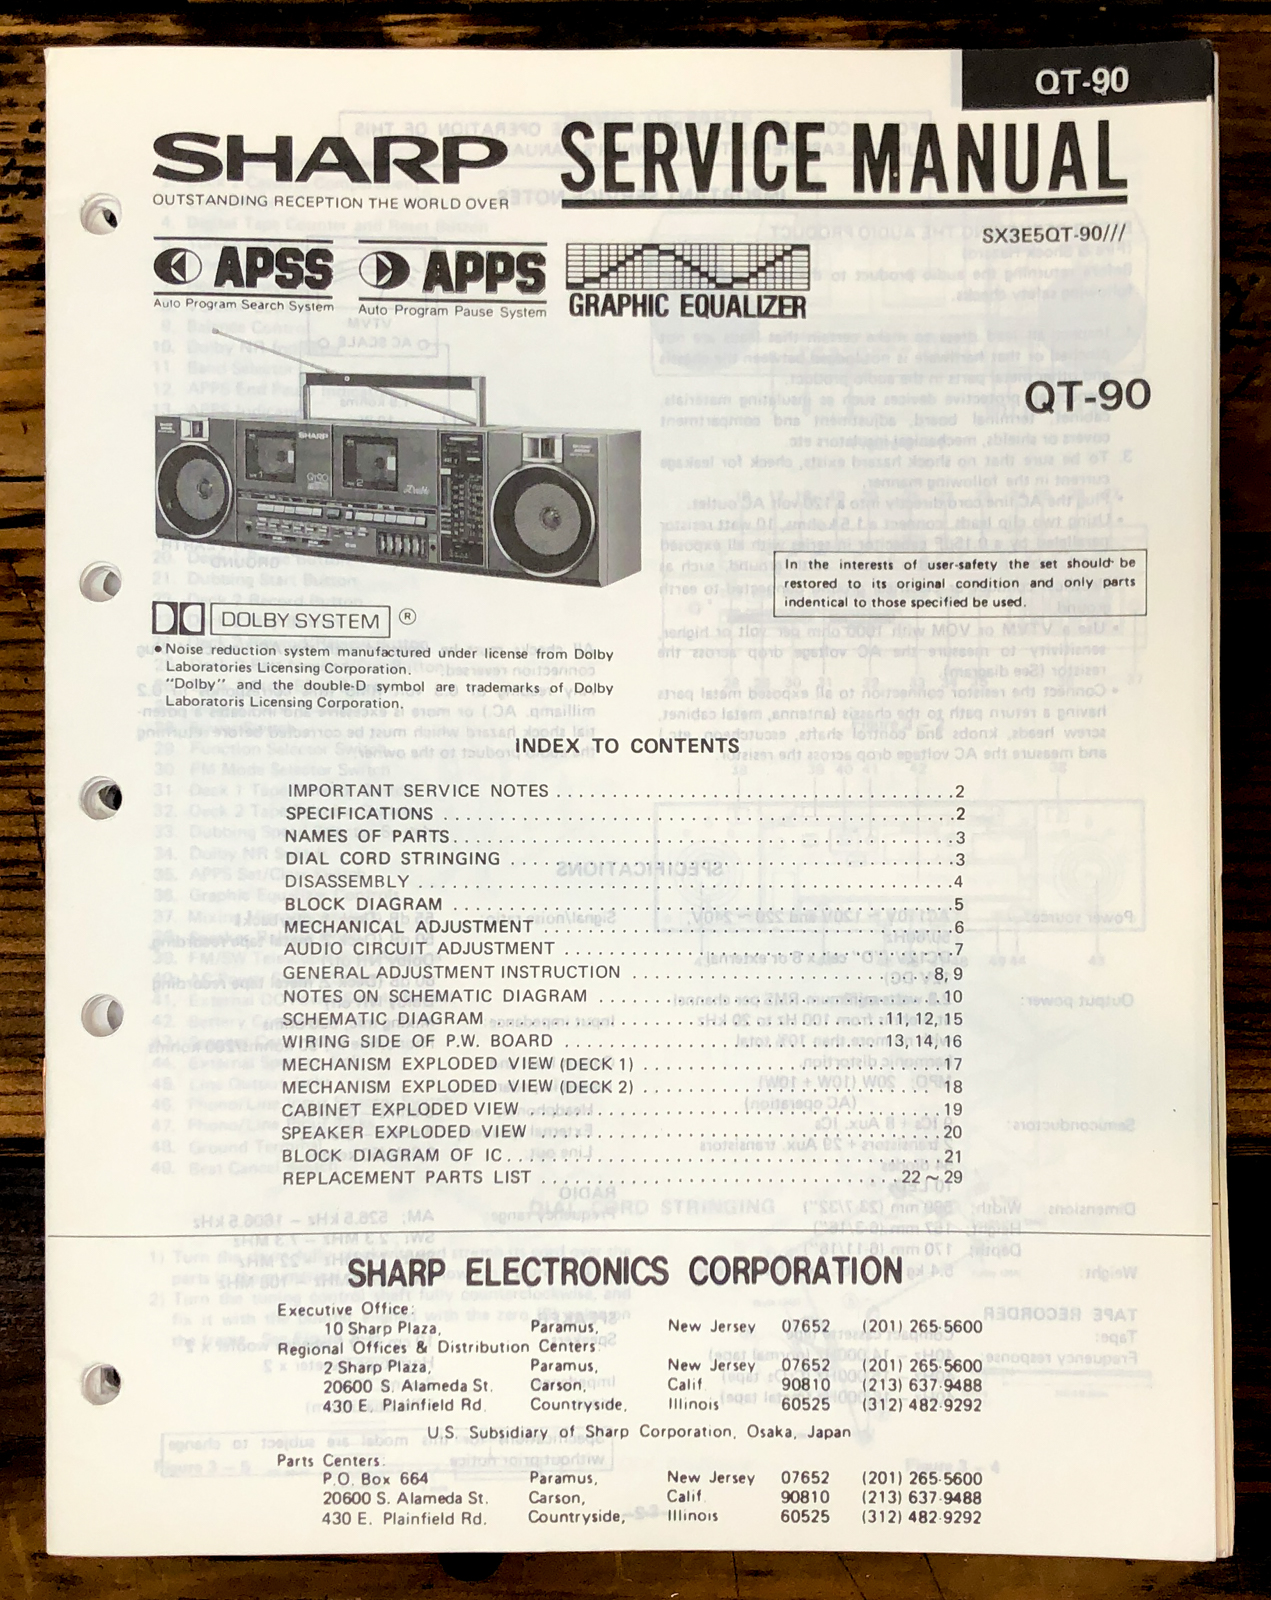 QT-90
SHARP
SERVICE MANUAL
OUTSTANDING RECEPTION THE WORLD OVER
SX3E5QT-90///
APSS
Auto Program Search System
APPS
Auto Program Pause System
GRAPHIC EQUALIZER
QT-90
SHARP
In the interests of user-safety the set should be
restored to its original condition and only parts
indentical to those specified be used.
DOLBY SYSTEM ®
● Noise reduction system manufactured under license from Dolby
Laboratories Licensing Corporation.
"Dolby" and the double-D symbol are trademarks of Dolby
Laboratoris Licensing Corporation.
INDEX TO CONTENTS
IMPORTANT SERVICE NOTES . . . . . . . . . . 2
SPECIFICATIONS . . . . . . . . . . 2
NAMES OF PARTS . . . . . . . . . . 3
DIAL CORD STRINGING . . . . . . . . . . 3
DISASSEMBLY . . . . . . . . . . 4
BLOCK DIAGRAM . . . . . . . . . . 5
MECHANICAL ADJUSTMENT . . . . . . . . . . 6
AUDIO CIRCUIT ADJUSTMENT . . . . . . . . . . 7
GENERAL ADJUSTMENT INSTRUCTION . . . . . . . . . . 8, 9
NOTES ON SCHEMATIC DIAGRAM . . . . . . . . . . 10
SCHEMATIC DIAGRAM . . . . . . . . . . 11, 12, 15
WIRING SIDE OF P.W. BOARD . . . . . . . . . . 13, 14, 16
MECHANISM EXPLODED VIEW (DECK 1) . . . . . . . . . . 17
MECHANISM EXPLODED VIEW (DECK 2) . . . . . . . . . . 18
CABINET EXPLODED VIEW . . . . . . . . . . 19
SPEAKER EXPLODED VIEW . . . . . . . . . . 20
BLOCK DIAGRAM OF IC . . . . . . . . . . 21
REPLACEMENT PARTS LIST . . . . . . . . . . 22 ~ 29
SHARP ELECTRONICS CORPORATION
Executive Office:
10 Sharp Plaza, Paramus, New Jersey 07652 (201) 265-5600
Regional Offices & Distribution Centers:
2 Sharp Plaza, Paramus, New Jersey 07652 (201) 265-5600
20600 S. Alameda St. Carson, Calif. 90810 (213) 637-9488
430 E. Plainfield Rd. Countryside, Illinois 60525 (312) 482-9292
U.S. Subsidiary of Sharp Corporation, Osaka, Japan
Parts Centers:
P.O. Box 664 Paramus, New Jersey 07652 (201) 265-5600
20600 S. Alameda St. Carson, Calif. 90810 (213) 637-9488
430 E. Plainfield Rd. Countryside, Illinois 60525 (312) 482-9292